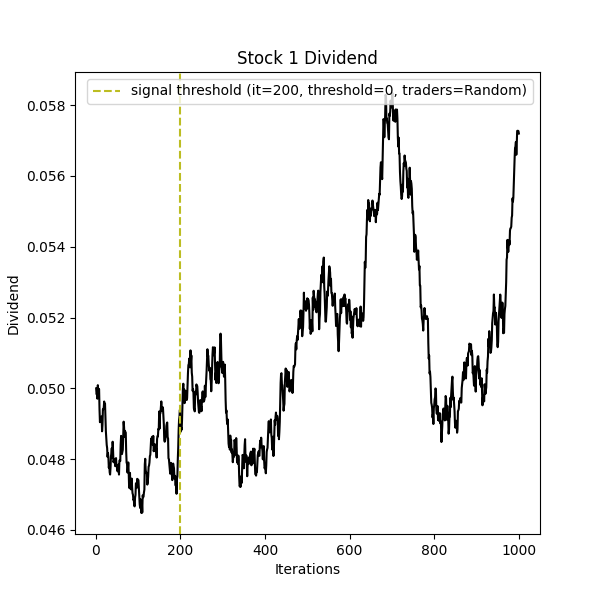 Stock 1 Dividend
signal threshold (it=200, threshold=0, traders=Random)
0.058
0.056
0.054
0.052
0.050
0.048
0.046
Dividend
0 200 400 600 800 1000
Iterations